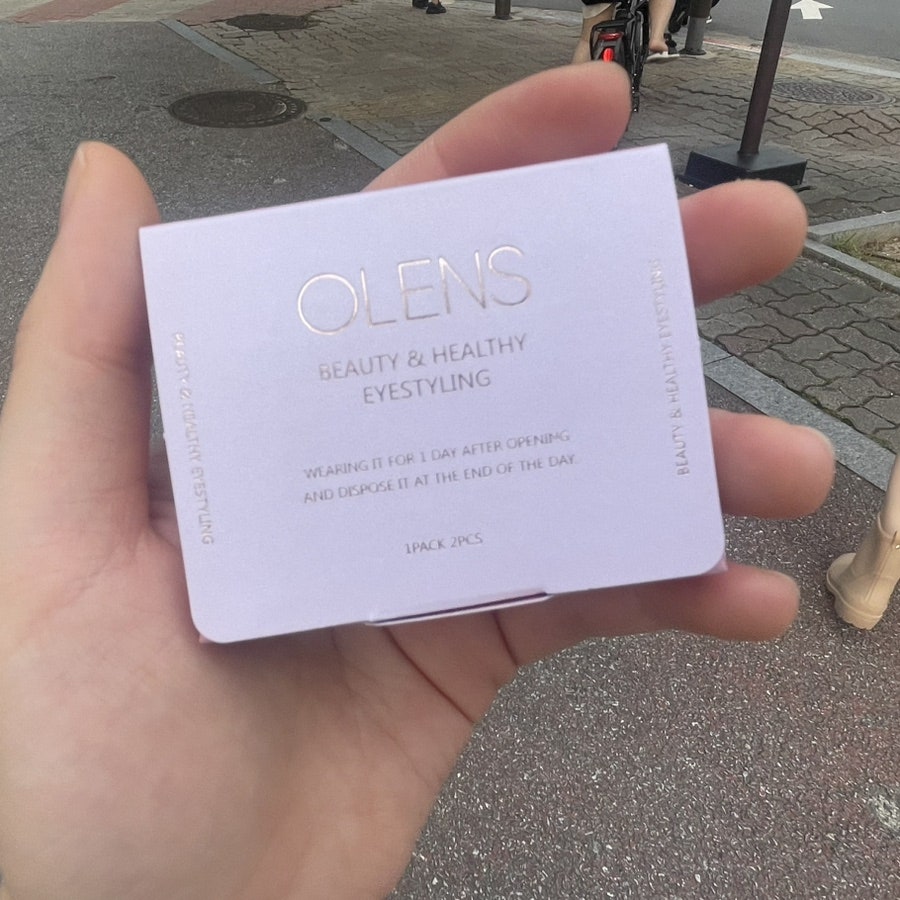 OLENS
BEAUTY & HEALTHY
EYESTYLING
WEARING IT FOR 1 DAY AFTER OPENING
AND DISPOSE IT AT THE END OF THE DAY.
1PACK 2PCS
BEAUTY & HEALTHY EYESTYLING
BEAUTY & HEALTHY EYESTYLING